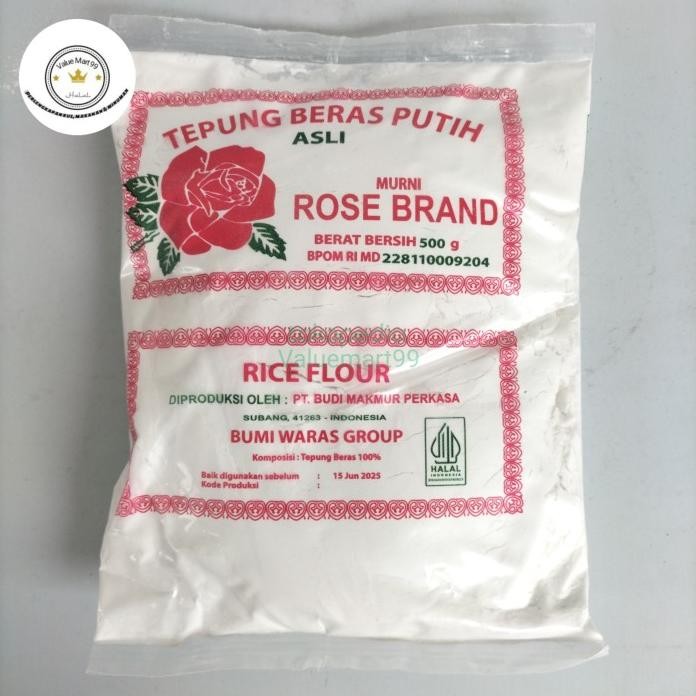 Value Mart 99
Halal
TEPUNG BERAS PUTIH
ASLI
MURNI
ROSE BRAND
BERAT BERSIH 500 g
BPOM RI MD 228110009204
Valuemart99
RICE FLOUR
DIPRODUKSI OLEH : PT. BUDI MAKMUR PERKASA
SUBANG, 41263 - INDONESIA
BUMI WARAS GROUP
Komposisi : Tepung Beras 100%
Baik digunakan sebelum : 15 Jun 2025
Kode Produksi :
HALAL
INDONESIA